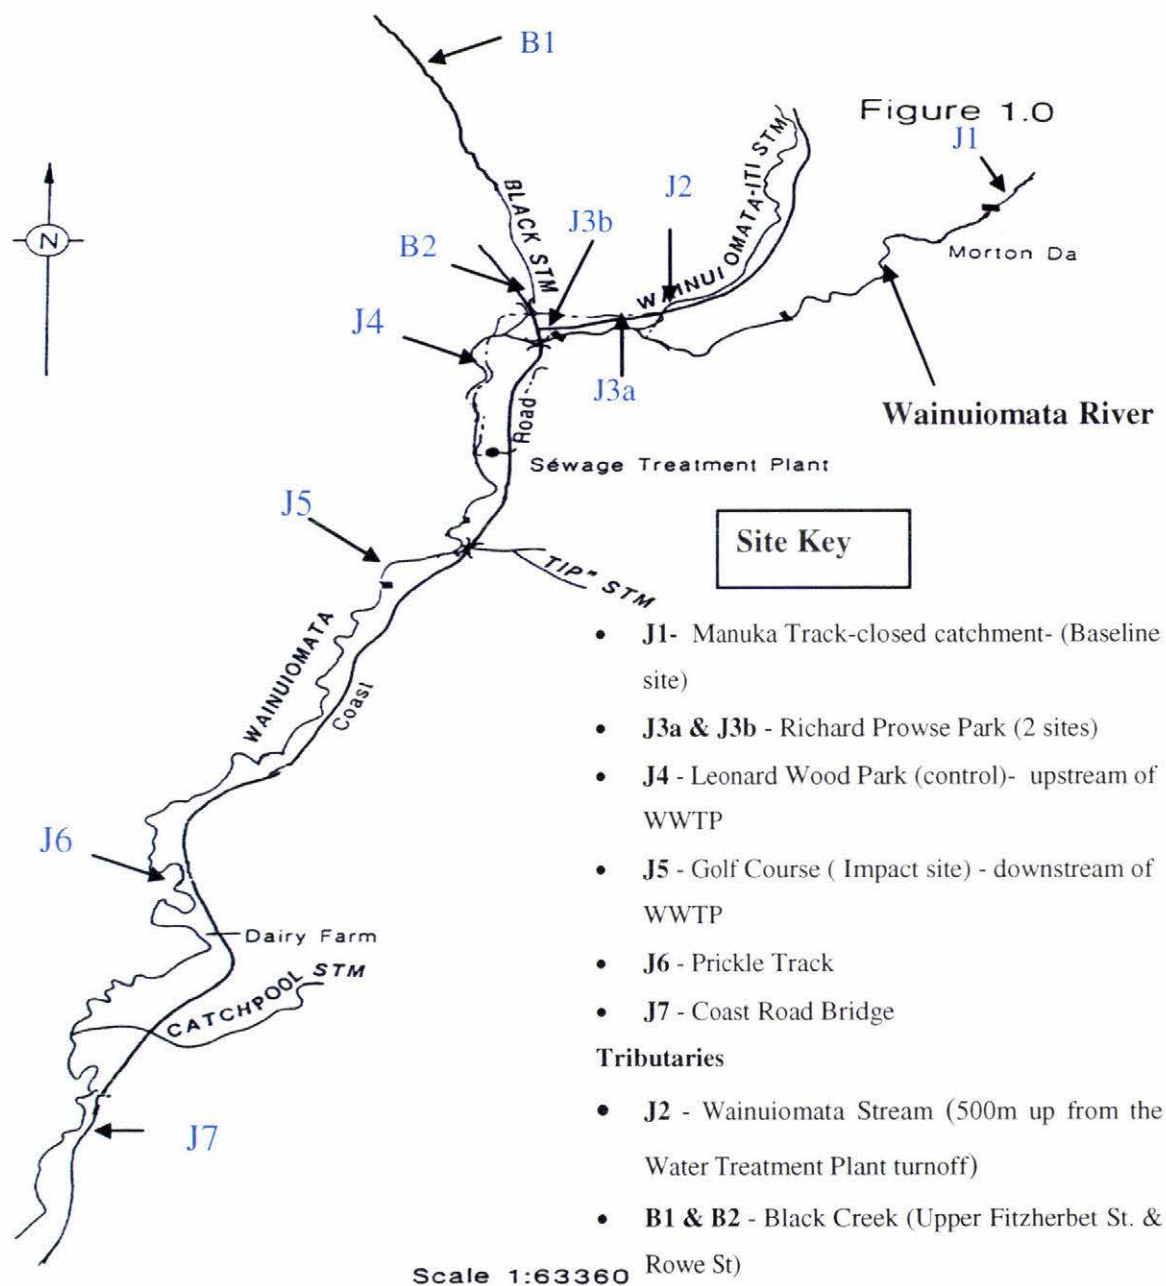 B1
Figure 1.0
J1
BLACK STM
J2
WAINUIOMATA-ITI STM
J3b
B2
N
Morton Da
J4
J3a
Wainuiomata River
Road
Séwage Treatment Plant
J5
Site Key
TIP" STM
• J1- Manuka Track-closed catchment- (Baseline
site)
WAINUIOMATA
Coast
• J3a & J3b - Richard Prowse Park (2 sites)
• J4 - Leonard Wood Park (control)- upstream of
WWTP
J6
• J5 - Golf Course ( Impact site) - downstream of
WWTP
Dairy Farm
• J6 - Prickle Track
CATCHPOOL STM
• J7 - Coast Road Bridge
Tributaries
• J2 - Wainuiomata Stream (500m up from the
Water Treatment Plant turnoff)
J7
• B1 & B2 - Black Creek (Upper Fitzherbet St. &
Rowe St)
Scale 1:63360